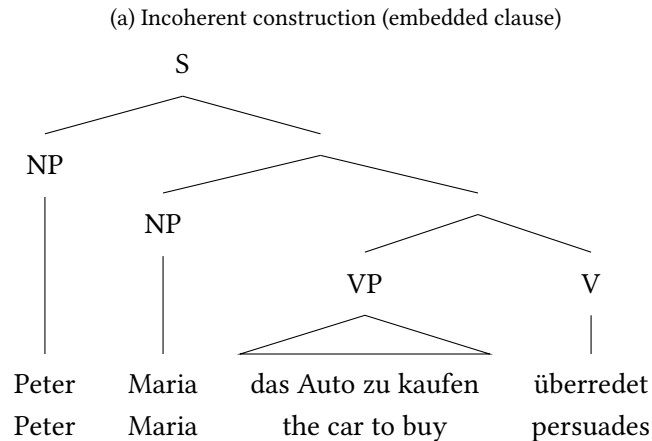 (a) Incoherent construction (embedded clause)
S
NP
NP
VP V
Peter Maria das Auto zu kaufen überredet
Peter Maria the car to buy persuades